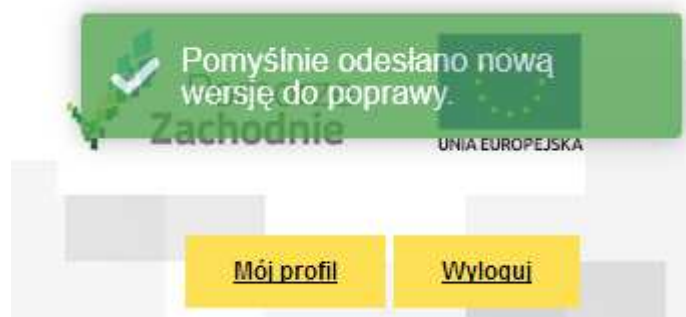 Pomyślnie odesłano nową
wersję do poprawy.
Zachodnie
UNIA EUROPEJSKA
Mój profil
Wyloguj